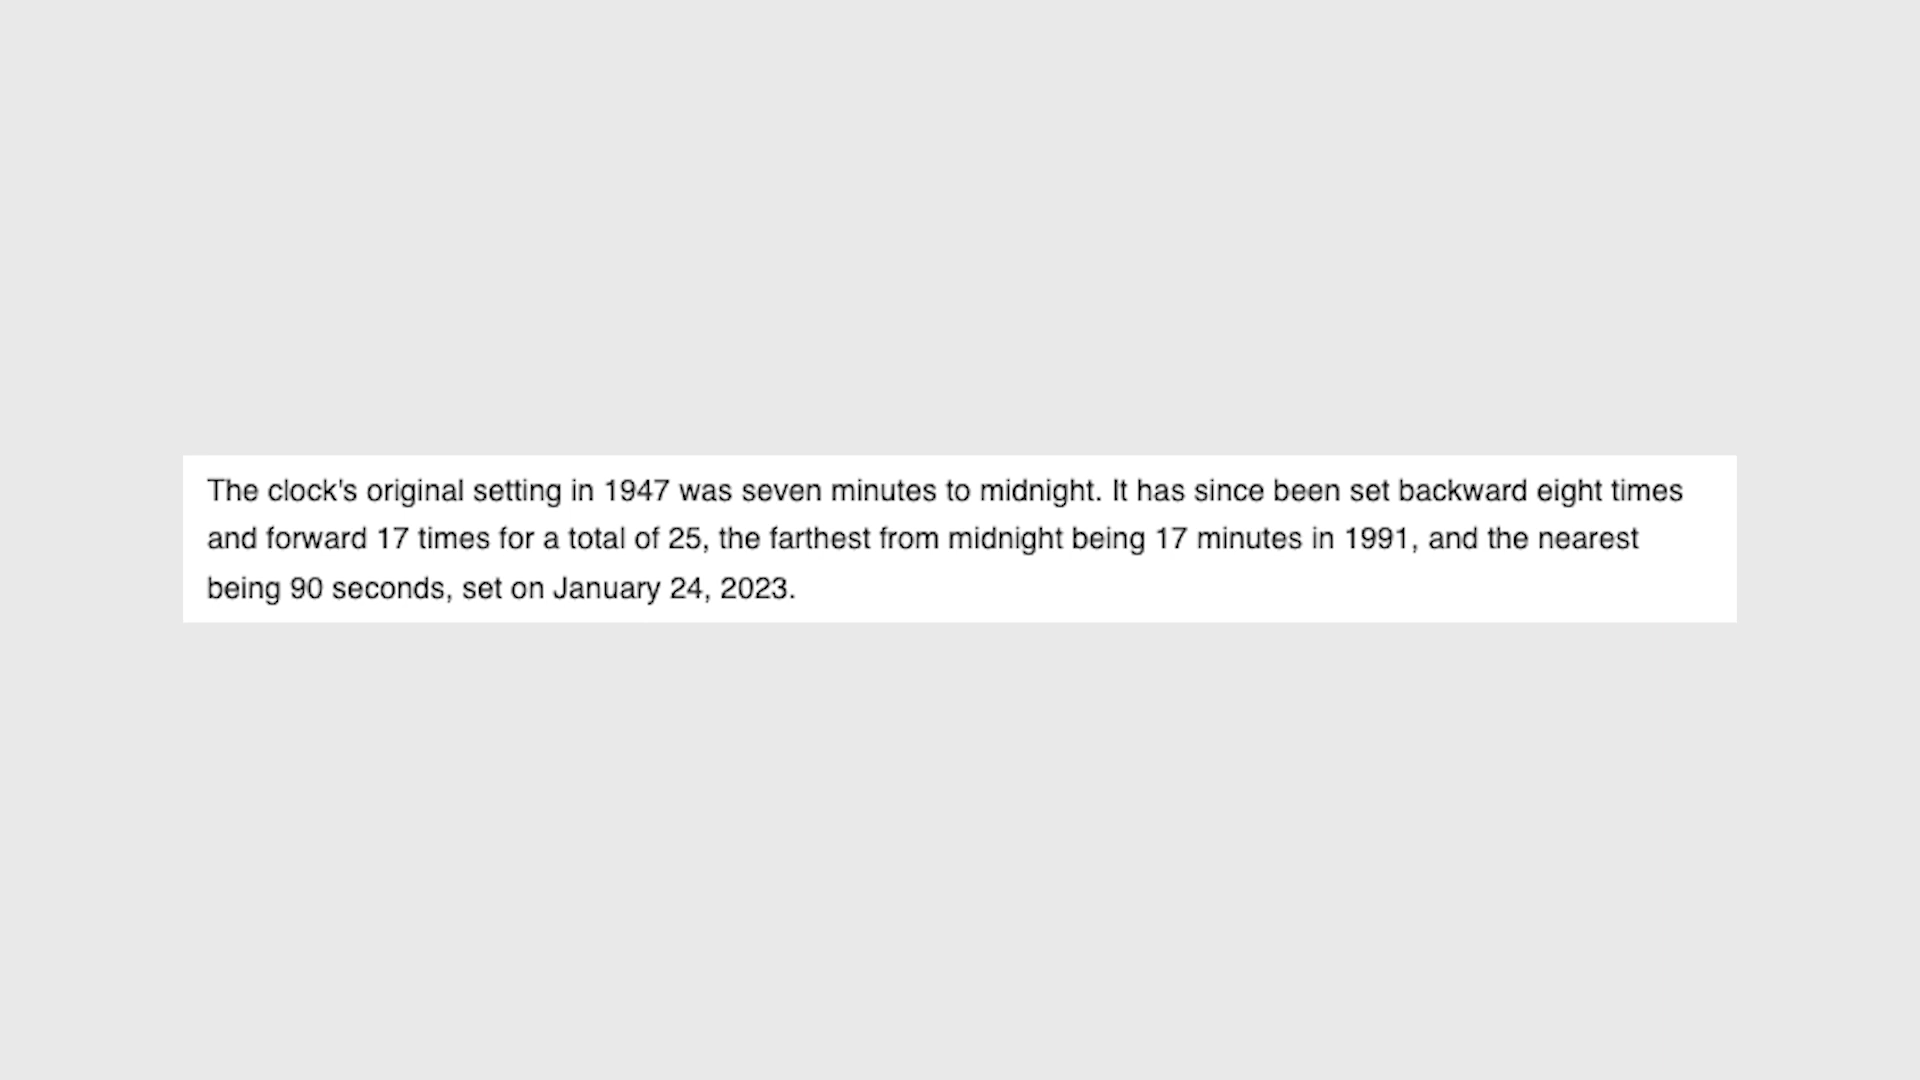 The clock's original setting in 1947 was seven minutes to midnight. It has since been set backward eight times
and forward 17 times for a total of 25, the farthest from midnight being 17 minutes in 1991, and the nearest
being 90 seconds, set on January 24, 2023.